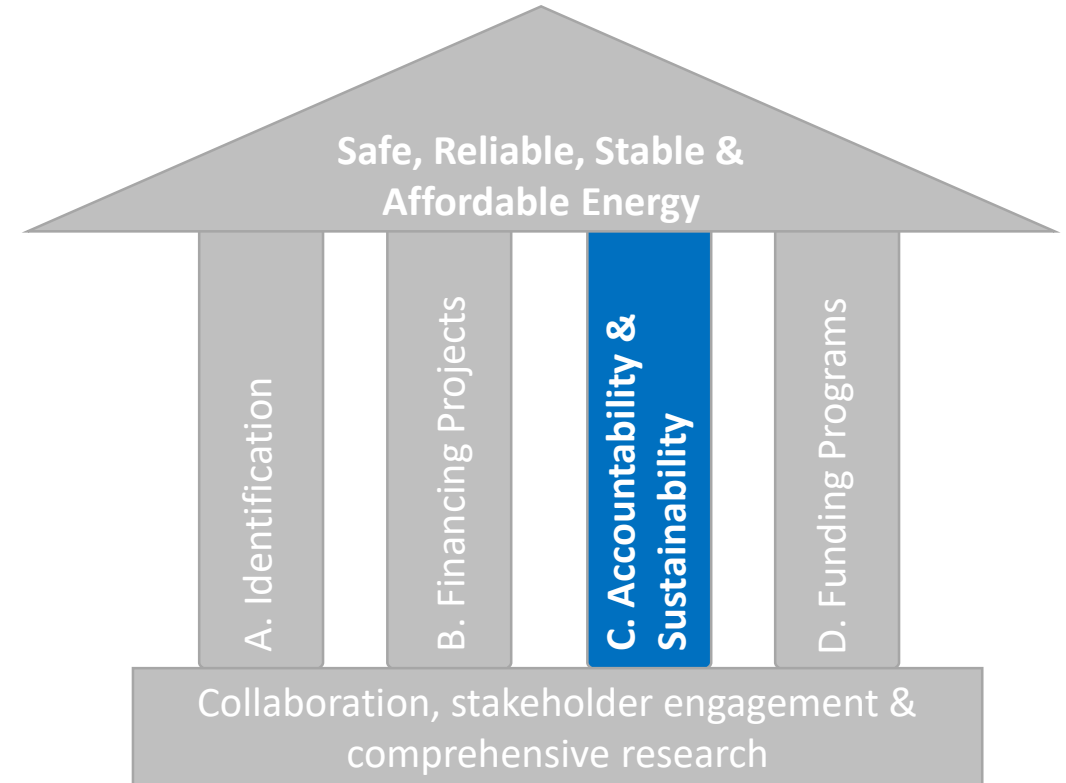 Safe, Reliable, Stable &
Affordable Energy
A. Identification
B. Financing Projects
C. Accountability &
Sustainability
D. Funding Programs
Collaboration, stakeholder engagement &
comprehensive research